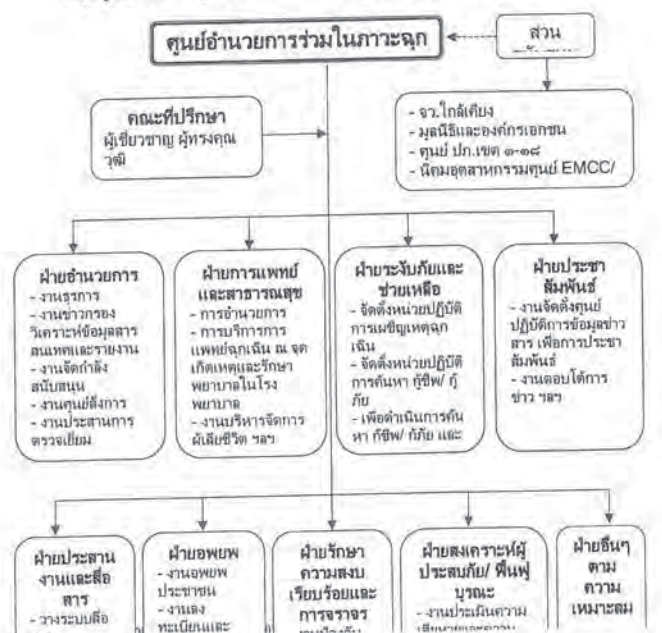 ศูนย์อำนวยการร่วมในภาวะฉุก
ส่วน
คณะที่ปรึกษา
ผู้เชี่ยวชาญ ผู้ทรงคุณ
วุฒิ
- จว.ใกล้เคียง
- มูลนิธิและองค์กรเอกชน
- ศูนย์ ปภ.เขต ๑-๑๘
- นิคมอุตสาหกรรมศูนย์ EMCC/
ฝ่ายอำนวยการ
- งานธุรการ
- งานข่าวกรอง
วิเคราะห์ข้อมูลสาร
สนเทศและรายงาน
- งานจัดกำลัง
สนับสนุน
- งานศูนย์สั่งการ
- งานประสานการ
ตรวจเยี่ยม
ฝ่ายการแพทย์
และสาธารณสุข
- การอำนวยการ
- การบริการการ
แพทย์ฉุกเฉิน ณ จุด
เกิดเหตุและรักษา
พยาบาลในโรง
พยาบาล
- งานบริหารจัดการ
ผู้เสียชีวิต ฯลฯ
ฝ่ายระงับภัยและ
ช่วยเหลือ
- จัดตั้งหน่วยปฏิบัติ
การเผชิญเหตุฉุก
เฉิน
- จัดตั้งหน่วยปฏิบัติ
การค้นหา กู้ชีพ/ กู้
ภัย
- เพื่อดำเนินการค้น
หา กู้ชีพ/ กู้ภัย และ
ฝ่ายประชา
สัมพันธ์
- งานจัดตั้งศูนย์
ปฏิบัติการข้อมูลข่าว
สาร เพื่อการประชา
สัมพันธ์
- งานตอบโต้การ
ข่าว ฯลฯ
ฝ่ายประสาน
งานและสื่อ
สาร
- วางระบบสื่อ
ฝ่ายอพยพ
- งานอพยพ
ประชาชน
- งานลง
ทะเบียนและ
ฝ่ายรักษา
ความสงบ
เรียบร้อยและ
การจราจร
ฝ่ายสงเคราะห์ผู้
ประสบภัย/ ฟื้นฟู
บูรณะ
- งานประเมินความ
ฝ่ายอื่นๆ
ตาม
ความ
เหมาะสม